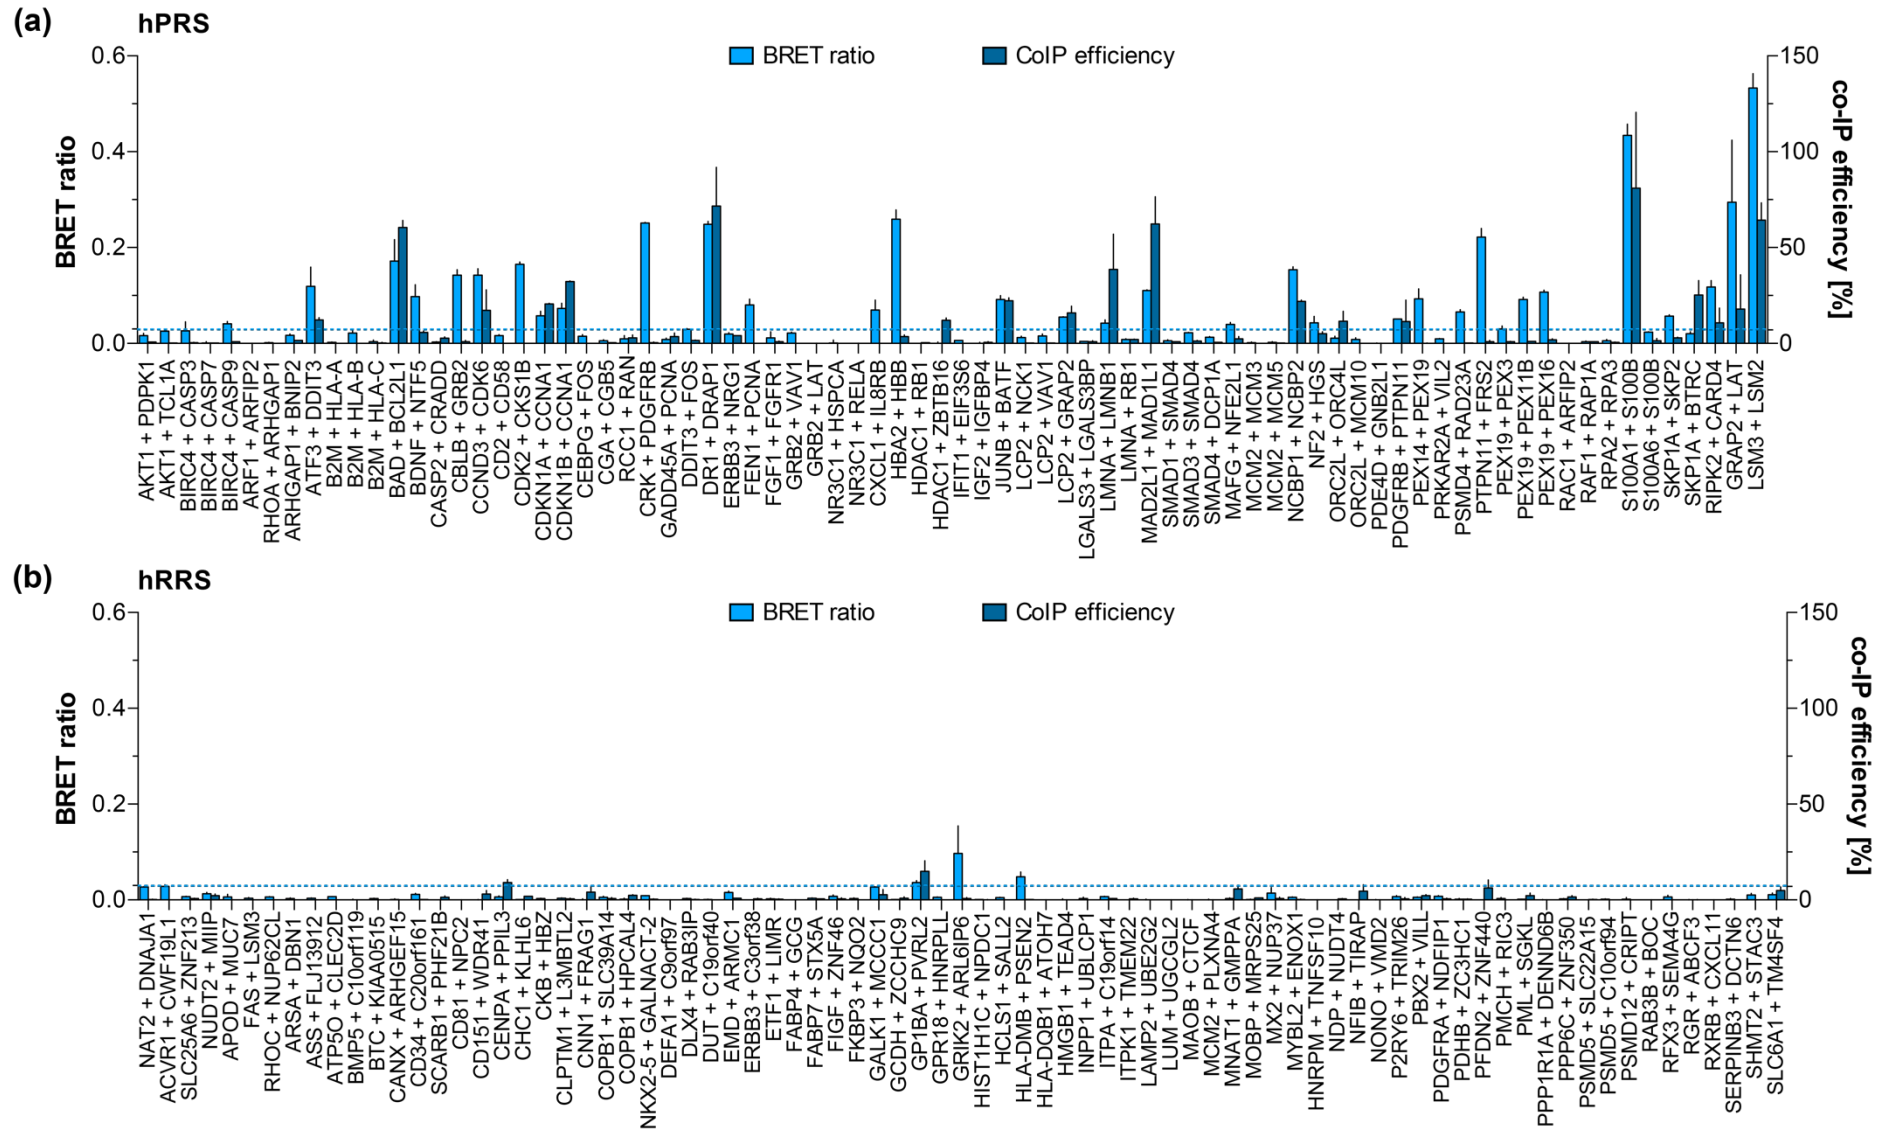 (a)
hPRS
BRET ratio
CoIP efficiency
0.6
0.4
0.2
0.0
BRET ratio
150
100
50
0
co-IP efficiency [%]
AKT1 + PDPK1
AKT1 + TCL1A
BIRC4 + CASP3
BIRC4 + CASP7
BIRC4 + CASP9
ARF1 + ARFIP2
RHOA + ARHGAP1
ARHGAP1 + BNIP2
ATF3 + DDIT3
B2M + HLA-A
B2M + HLA-B
B2M + HLA-C
BAD + BCL2L1
BDNF + NTF5
CASP2 + CRADD
CBLB + GRB2
CCND3 + CDK6
CD2 + CD58
CDK2 + CKS1B
CDKN1A + CCNA1
CDKN1B + CCNA1
CEBPG + FOS
CGA + CGB5
RCC1 + RAN
CRK + PDGFRB
GADD45A + PCNA
DDIT3 + FOS
DR1 + DRAP1
ERBB3 + NRG1
FEN1 + PCNA
FGF1 + FGFR1
GRB2 + VAV1
GRB2 + LAT
NR3C1 + HSPCA
NR3C1 + RELA
CXCL1 + IL8RB
HBA2 + HBB
HDAC1 + RB1
HDAC1 + ZBTB16
IFIT1 + EIF3S6
IGF2 + IGFBP4
JUNB + BATF
LCP2 + NCK1
LCP2 + VAV1
LCP2 + GRAP2
LGALS3 + LGALS3BP
LMNA + LMNB1
LMNA + RB1
MAD2L1 + MAD1L1
SMAD1 + SMAD4
SMAD3 + SMAD4
SMAD4 + DCP1A
MAFG + NFE2L1
MCM2 + MCM3
MCM2 + MCM5
NCBP1 + NCBP2
NF2 + HGS
ORC2L + ORC4L
ORC2L + MCM10
PDE4D + GNB2L1
PDGFRB + PTPN11
PEX14 + PEX19
PRKAR2A + VIL2
PSMD4 + RAD23A
PTPN11 + FRS2
PEX19 + PEX3
PEX19 + PEX11B
PEX19 + PEX16
RAC1 + ARFIP2
RAF1 + RAP1A
RPA2 + RPA3
S100A1 + S100B
S100A6 + S100B
SKP1A + SKP2
SKP1A + BTRC
RIPK2 + CARD4
GRAP2 + LAT
LSM3 + LSM2
(b)
hRRS
BRET ratio
CoIP efficiency
0.6
0.4
0.2
0.0
BRET ratio
150
100
50
0
co-IP efficiency [%]
NAT2 + DNAJA1
ACVR1 + CWF19L1
SLC25A6 + ZNF213
NUDT2 + MIIP
APOD + MUC7
FAS + LSM3
RHOC + NUP62CL
ARSA + DBN1
ASS + FLJ13912
ATP5O + CLEC2D
BMP5 + C10orf119
BTC + KIAA0515
CANX + ARHGEF15
CD34 + C20orf161
SCARB1 + PHF21B
CD81 + NPC2
CD151 + WDR41
CENPA + PPIL3
CHC1 + KLHL6
CKB + HBZ
CLPTM1 + L3MBTL2
CNN1 + FRAG1
COPB1 + SLC39A14
COPB1 + HPCAL4
NKX2-5 + GALNACT-2
DEFA1 + C9orf97
DLX4 + RAB3IP
DUT + C19orf40
EMD + ARMC1
ERBB3 + C3orf38
ETF1 + LIMR
FABP4 + GCG
FABP7 + STX5A
FIGF + ZNF46
FKBP3 + NQO2
GALK1 + MCCC1
GCDH + ZCCHC9
GP1BA + PVRL2
GPR18 + HNRPLL
GRIK2 + ARL6IP6
HIST1H1C + NPDC1
HCLS1 + SALL2
HLA-DMB + PSEN2
HLA-DQB1 + ATOH7
HMGB1 + TEAD4
INPP1 + UBLCP1
ITPA + C19orf14
ITPK1 + TMEM22
LAMP2 + UBE2G2
LUM + UGCGL2
MAOB + CTCF
MCM2 + PLXNA4
MNAT1 + GMPPA
MOBP + MRPS25
MX2 + NUP37
MYBL2 + ENOX1
HNRPM + TNFSF10
NDP + NUDT4
NFIB + TIRAP
NONO + VMD2
P2RY6 + TRIM26
PBX2 + VILL
PDGFRA + NDFIP1
PDHB + ZC3HC1
PFDN2 + ZNF440
PMCH + RIC3
PML + SGKL
PPP1R1A + DENND6B
PPP6C + ZNF350
PSMD5 + SLC22A15
PSMD5 + C10orf94
PSMD12 + CRIPT
RAB3B + BOC
RFX3 + SEMA4G
RGR + ABCF3
RXRB + CXCL11
SERPINB3 + DCTN6
SHMT2 + STAC3
SLC6A1 + TM4SF4